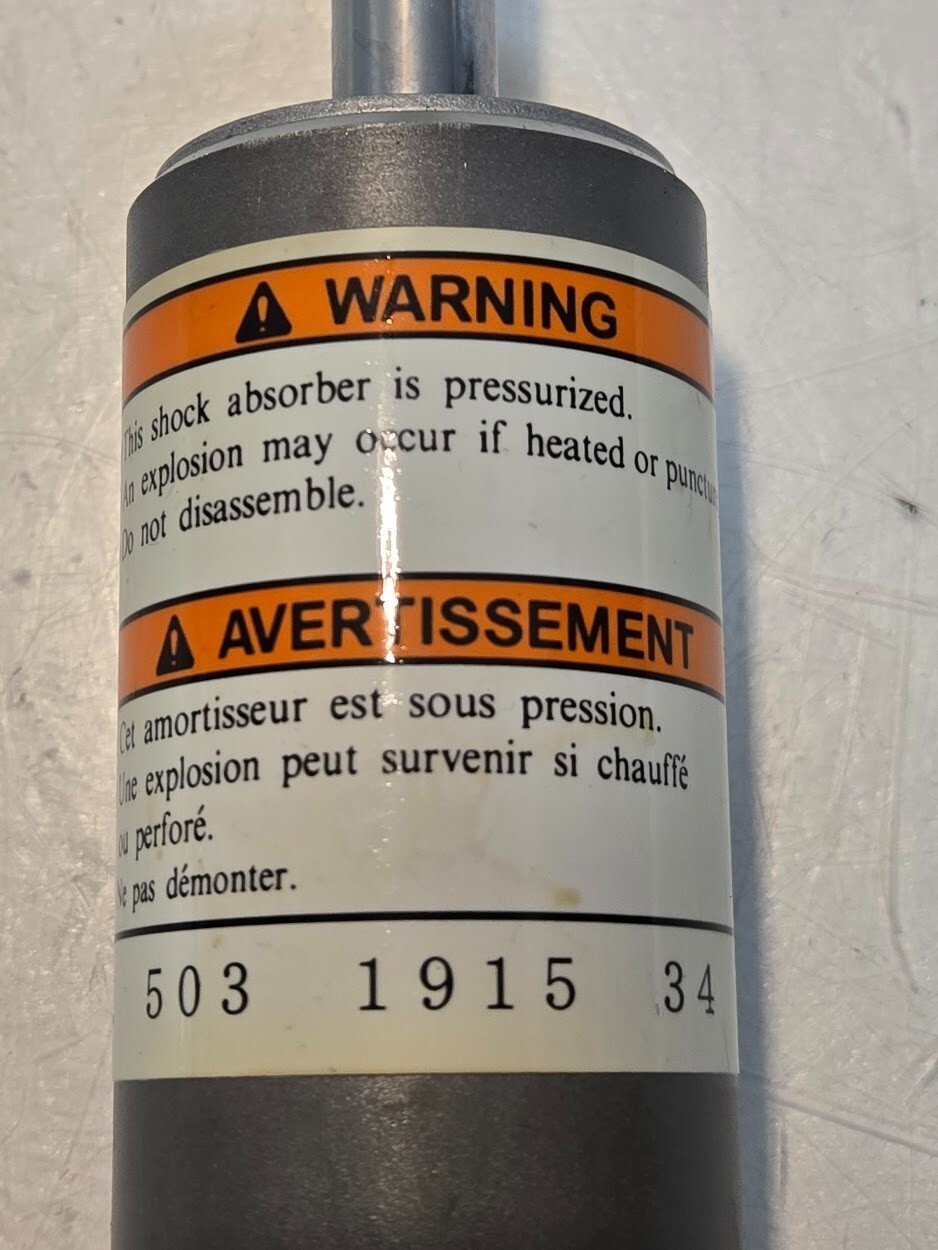 WARNING
This shock absorber is pressurized.
An explosion may occur if heated or
Do not disassemble.
AVERTISSEMENT
Cet amortisseur est sous pression.
Une explosion peut survenir si chauffé
ou perforé.
Ne pas démonter.
503 1915 34